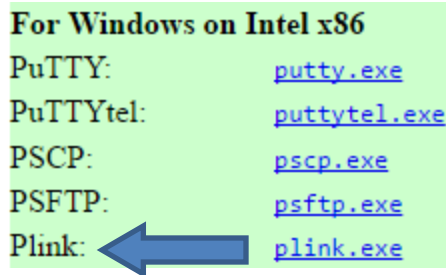 For Windows on Intel x86
PuTTY: putty.exe
PuTTYtel: puttytel.exe
PSCP: pscp.exe
PSFTP: psftp.exe
Plink: plink.exe